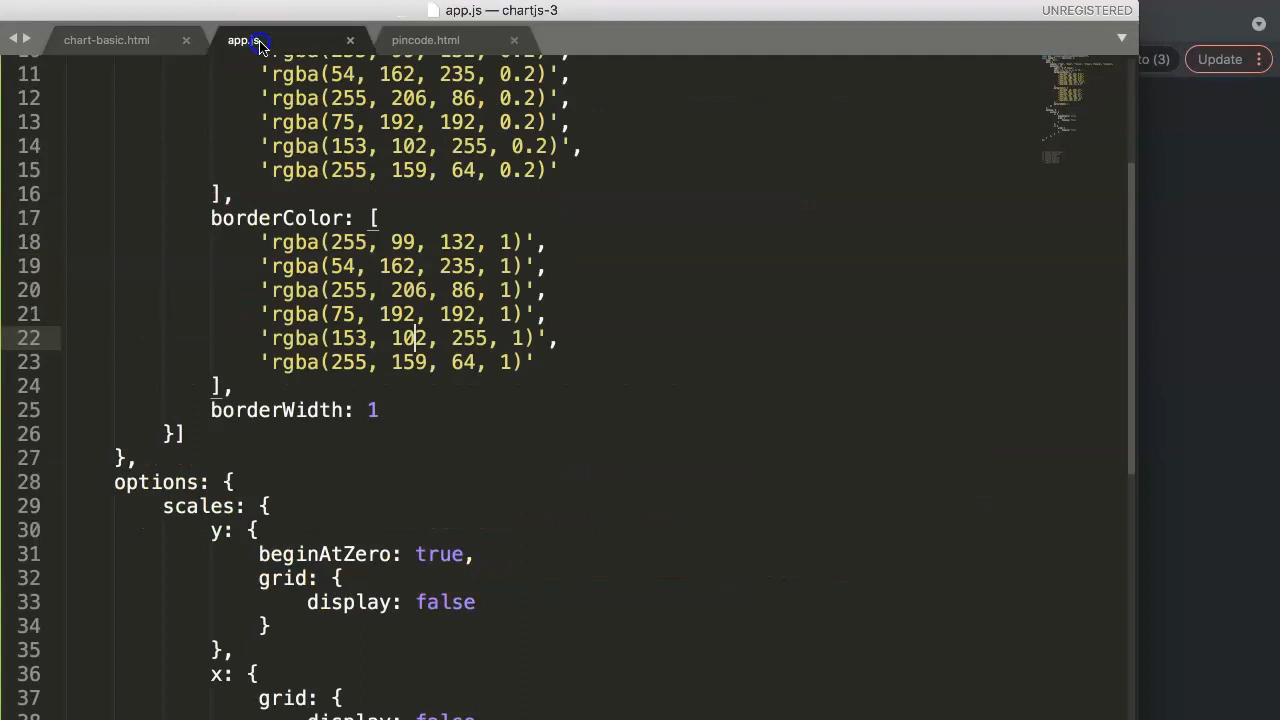 app.js — chartjs-3
UNREGISTERED
chart-basic.html
app.js
pincode.html
to (3)
Update
11 'rgba(54, 162, 235, 0.2)',
12 'rgba(255, 206, 86, 0.2)',
13 'rgba(75, 192, 192, 0.2)',
14 'rgba(153, 102, 255, 0.2)',
15 'rgba(255, 159, 64, 0.2)'
16 ],
17 borderColor: [
18 'rgba(255, 99, 132, 1)',
19 'rgba(54, 162, 235, 1)',
20 'rgba(255, 206, 86, 1)',
21 'rgba(75, 192, 192, 1)',
22 'rgba(153, 102, 255, 1)',
23 'rgba(255, 159, 64, 1)'
24 ],
25 borderWidth: 1
26 }]
27 },
28 options: {
29 scales: {
30 y: {
31 beginAtZero: true,
32 grid: {
33 display: false
34 }
35 },
36 x: {
37 grid: {
38 display: false